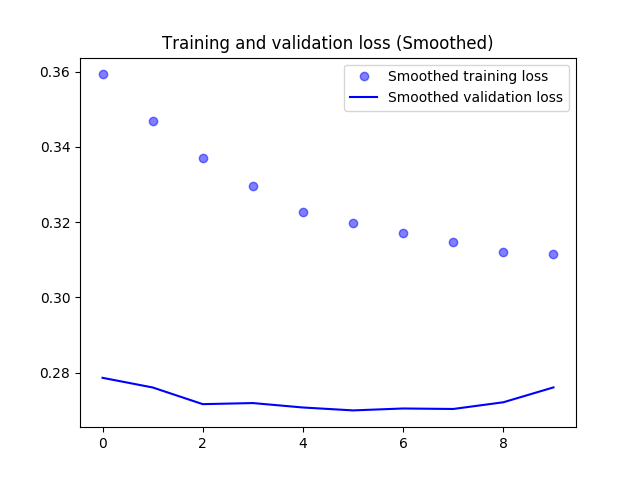 Training and validation loss (Smoothed)
Smoothed training loss
Smoothed validation loss
0.36
0.34
0.32
0.30
0.28
0 2 4 6 8